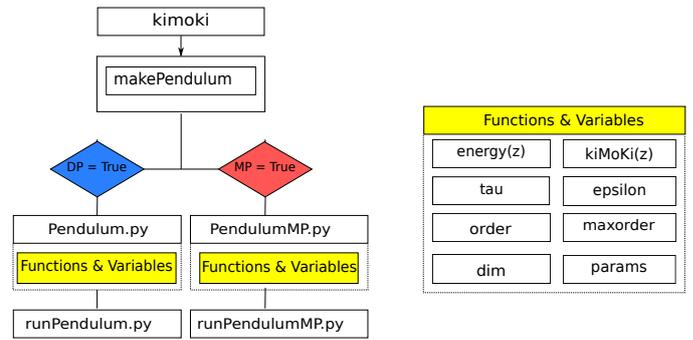 kimoki
makePendulum
DP = True
MP = True
Pendulum.py
PendulumMP.py
Functions & Variables
Functions & Variables
runPendulum.py
runPendulumMP.py
Functions & Variables
energy(z)
kiMoKi(z)
tau
epsilon
order
maxorder
dim
params